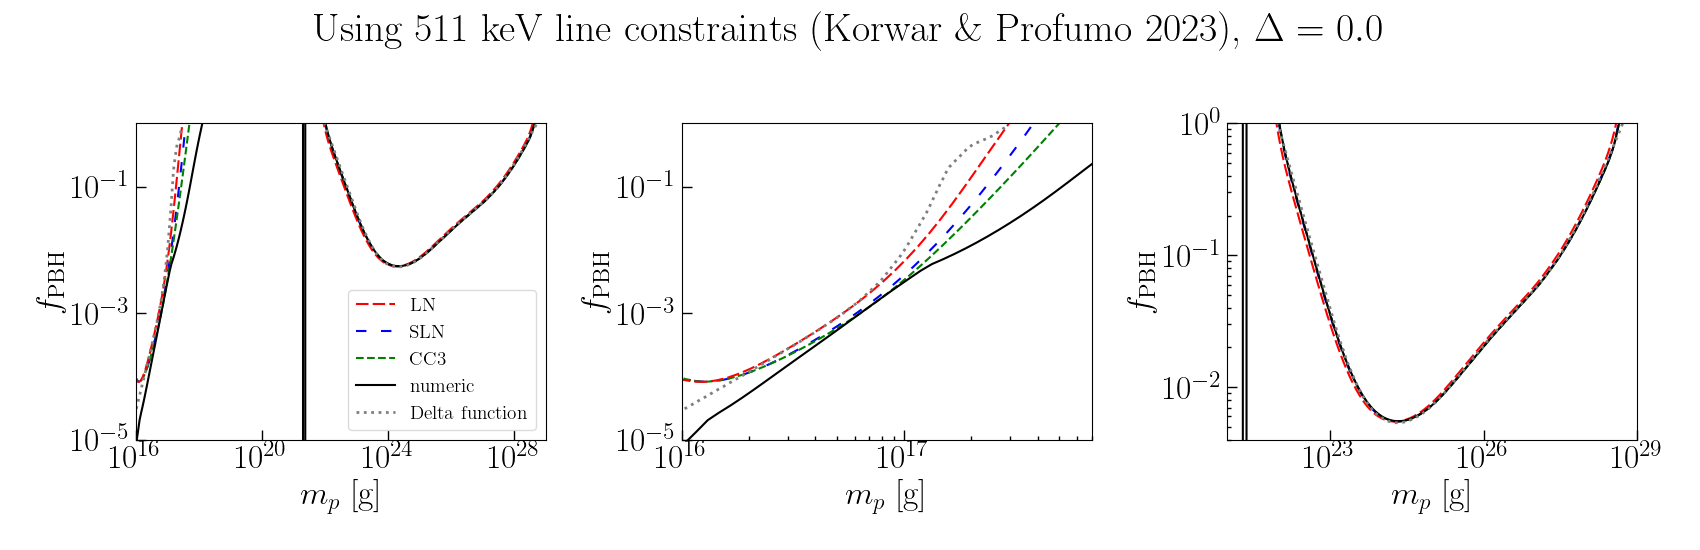 Using 511 keV line constraints (Korwar & Profumo 2023), Δ = 0.0
f_PBH
10^{-1}
10^{-3}
10^{-5}
10^{16} 10^{20} 10^{24} 10^{28}
m_p [g]
LN
SLN
CC3
numeric
Delta function
f_PBH
10^{-1}
10^{-3}
10^{-5}
10^{16} 10^{17}
m_p [g]
f_PBH
10^{0}
10^{-1}
10^{-2}
10^{23} 10^{26} 10^{29}
m_p [g]